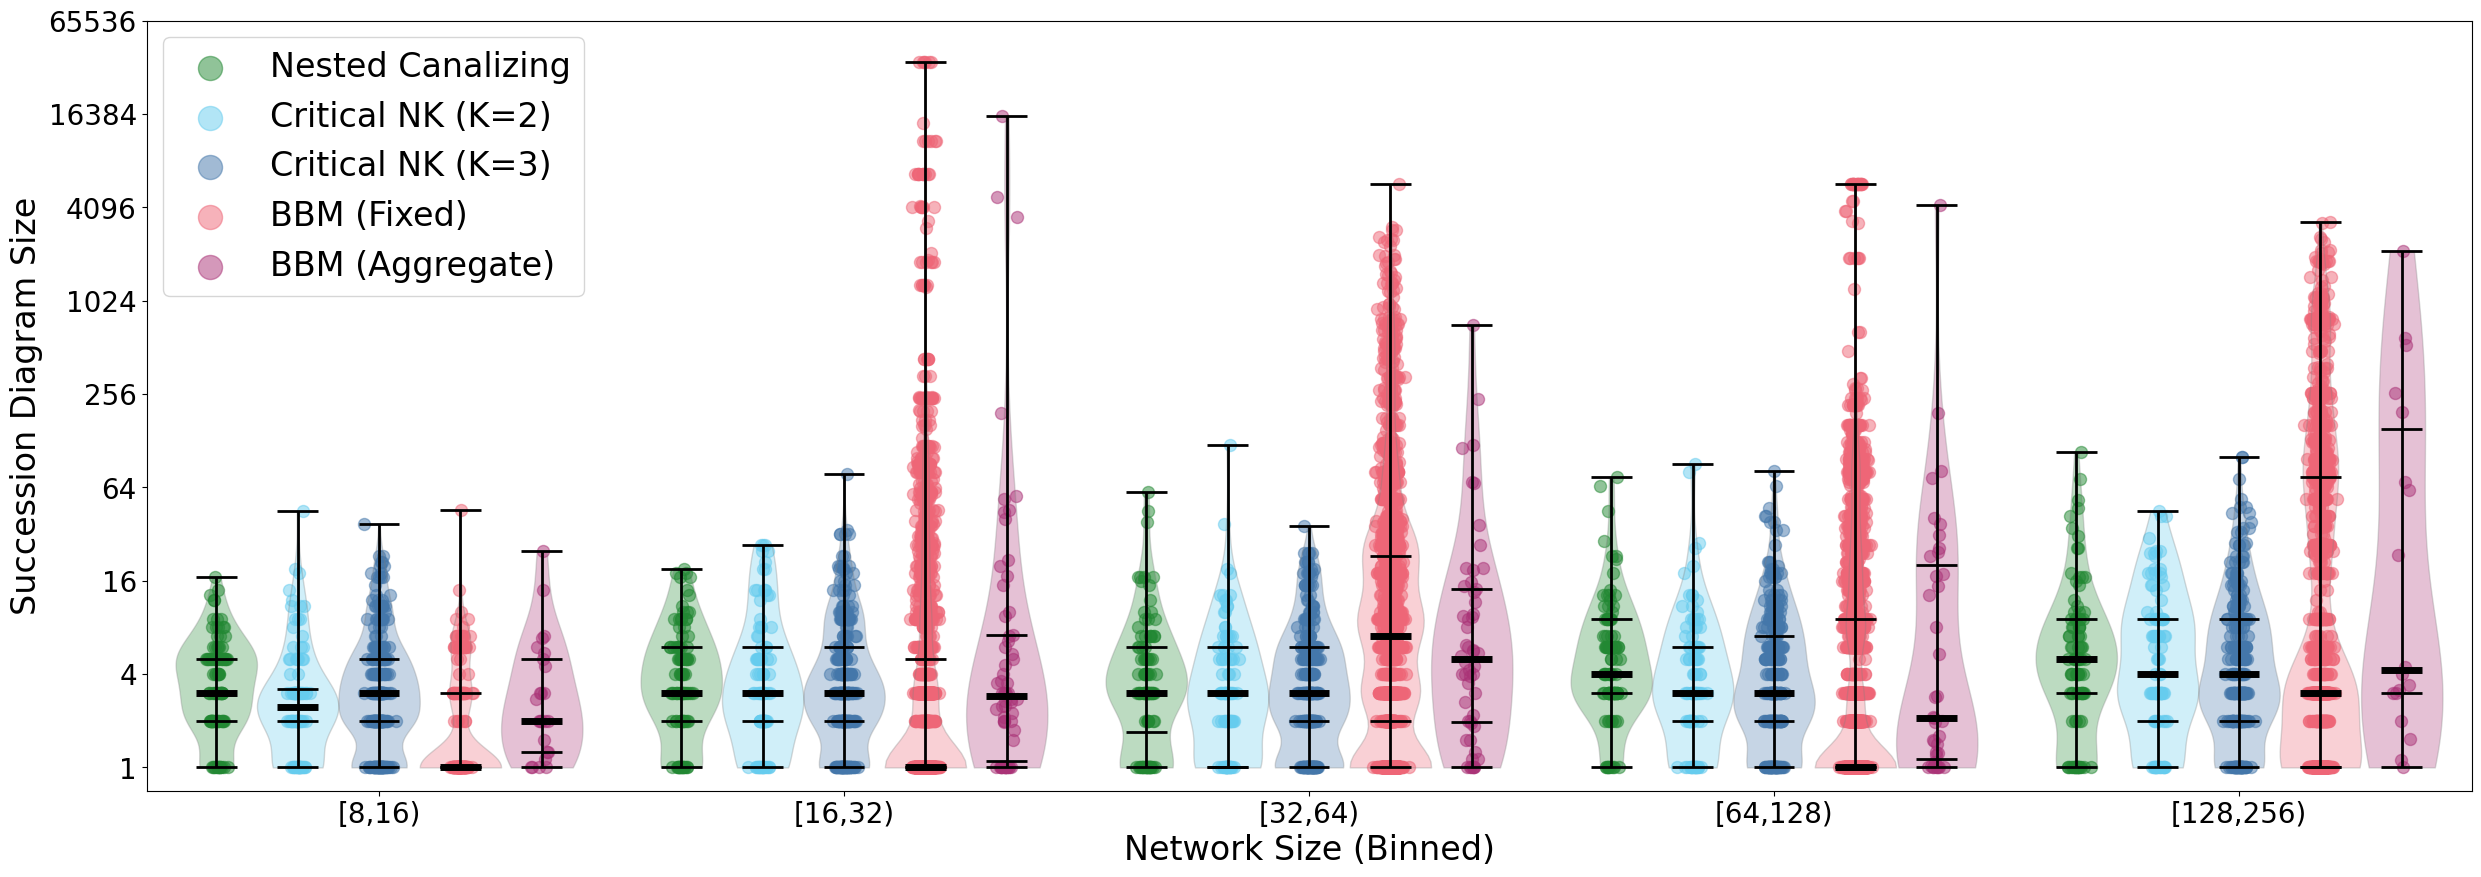 65536
16384
4096
1024
256
64
16
4
1
Succession Diagram Size
Nested Canalizing
Critical NK (K=2)
Critical NK (K=3)
BBM (Fixed)
BBM (Aggregate)
[8,16)
[16,32)
[32,64)
[64,128)
[128,256)
Network Size (Binned)